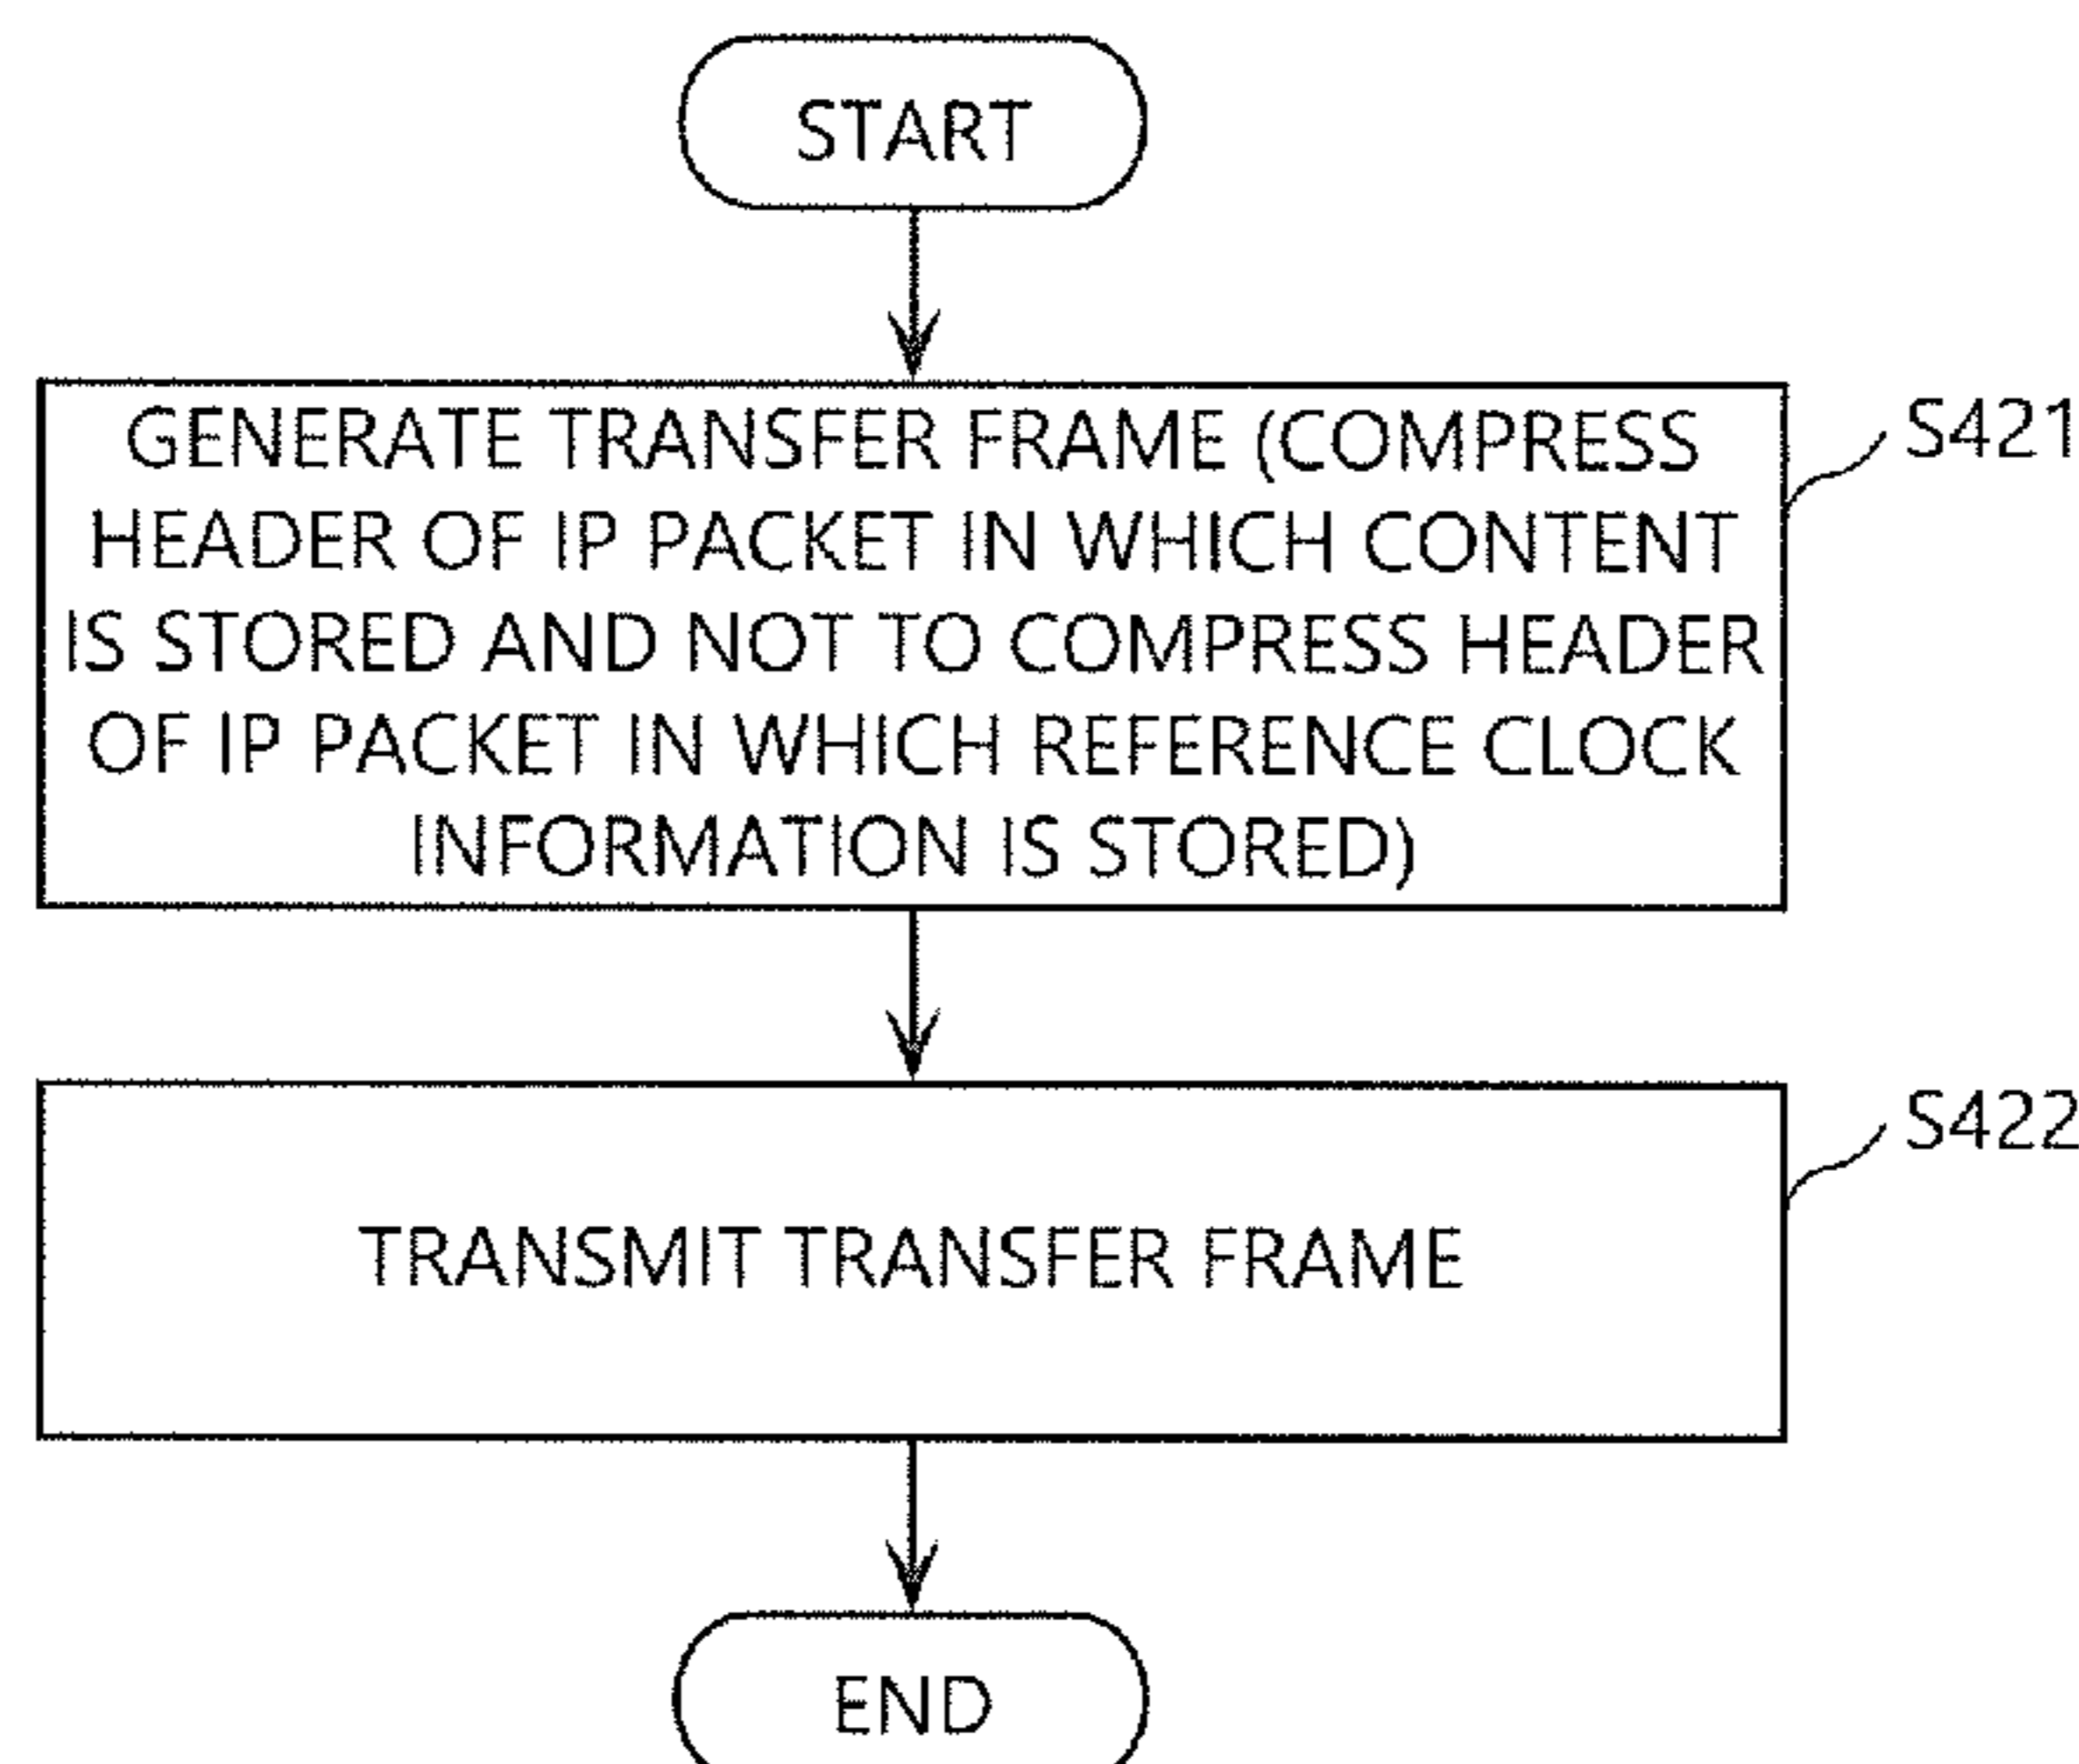 START
GENERATE TRANSFER FRAME (COMPRESS
HEADER OF IP PACKET IN WHICH CONTENT
IS STORED AND NOT TO COMPRESS HEADER
OF IP PACKET IN WHICH REFERENCE CLOCK
INFORMATION IS STORED)
S421
TRANSMIT TRANSFER FRAME
S422
END